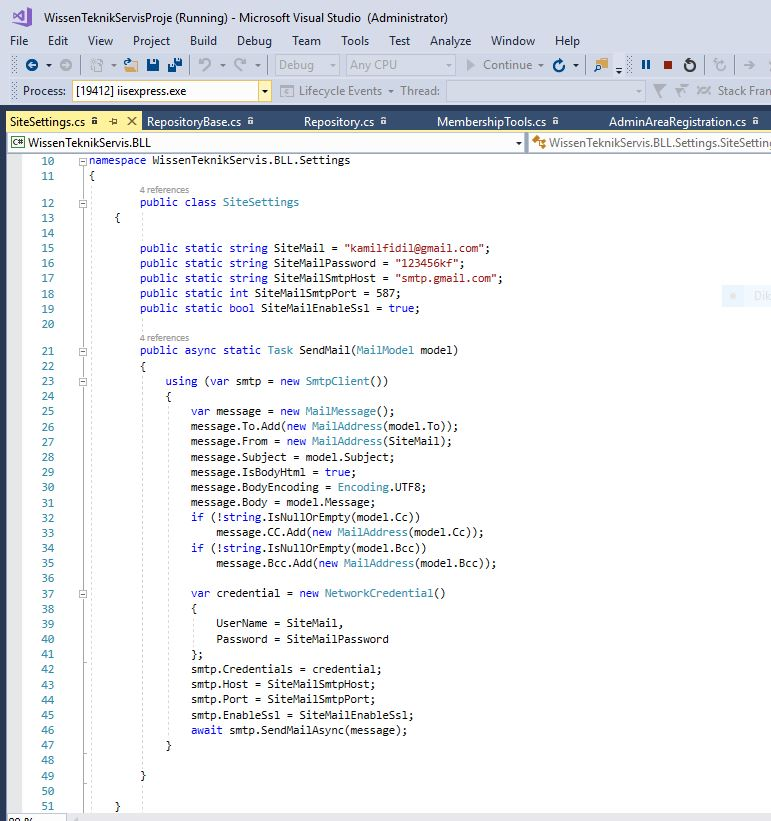 WissenTeknikServisProje (Running) - Microsoft Visual Studio (Administrator)
File Edit View Project Build Debug Team Tools Test Analyze Window Help
Debug Any CPU Continue
Process: [19412] iisexpress.exe Lifecycle Events Thread: Stack Fran
SiteSettings.cs RepositoryBase.cs Repository.cs MembershipTools.cs AdminAreaRegistration.cs
C# WissenTeknikServis.BLL WissenTeknikServis.BLL.Settings.SiteSetting
10 namespace WissenTeknikServis.BLL.Settings
11 {
4 references
12 public class SiteSettings
13 {
14
15 public static string SiteMail = "kamilfidil@gmail.com";
16 public static string SiteMailPassword = "123456kf";
17 public static string SiteMailSmtpHost = "smtp.gmail.com";
18 public static int SiteMailSmtpPort = 587;
19 public static bool SiteMailEnableSsl = true;
20
4 references
21 public async static Task SendMail(MailModel model)
22 {
23 using (var smtp = new SmtpClient())
24 {
25 var message = new MailMessage();
26 message.To.Add(new MailAddress(model.To));
27 message.From = new MailAddress(SiteMail);
28 message.Subject = model.Subject;
29 message.IsBodyHtml = true;
30 message.BodyEncoding = Encoding.UTF8;
31 message.Body = model.Message;
32 if (!string.IsNullOrEmpty(model.Cc))
33 message.CC.Add(new MailAddress(model.Cc));
34 if (!string.IsNullOrEmpty(model.Bcc))
35 message.Bcc.Add(new MailAddress(model.Bcc));
36
37 var credential = new NetworkCredential()
38 {
39 UserName = SiteMail,
40 Password = SiteMailPassword
41 };
42 smtp.Credentials = credential;
43 smtp.Host = SiteMailSmtpHost;
44 smtp.Port = SiteMailSmtpPort;
45 smtp.EnableSsl = SiteMailEnableSsl;
46 await smtp.SendMailAsync(message);
47 }
48
49 }
50
51 }
Dik